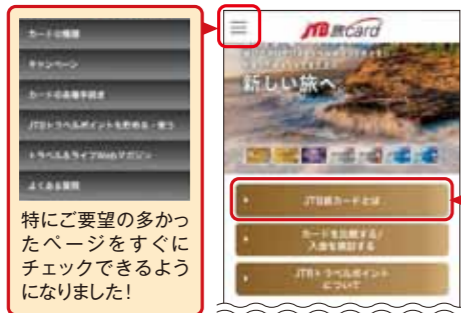 カードの種類
キャンペーン
カードの各種手続き
JTBトラベルポイントを貯める・使う
トラベル&ライフWebマガジン
よくある質問
特にご要望の多かっ
たページをすぐに
チェックできるよう
になりました!
JTB 旅card
新しい旅へ。
JTB旅カードとは
カードを比較する/
入会を検討する
JTBトラベルポイント
について